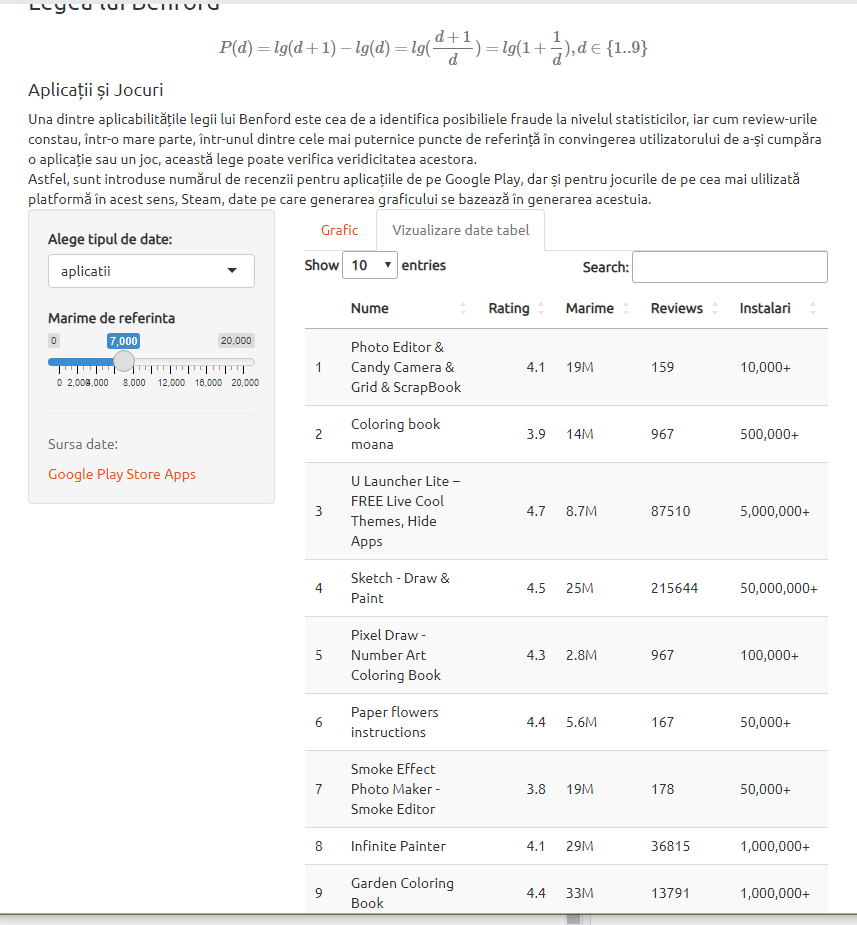 Legea lui Benford
P(d) = lg(d + 1) − lg(d) = lg(\frac{d+1}{d}) = lg(1 + \frac{1}{d}), d ∈ {1..9}
Aplicații și Jocuri
Una dintre aplicabilitățile legii lui Benford este cea de a identifica posibiliele fraude la nivelul statisticilor, iar cum review-urile
constau, într-o mare parte, într-unul dintre cele mai puternice puncte de referință în convingerea utilizatorului de a-și cumpăra
o aplicație sau un joc, această lege poate verifica veridicitatea acestora.
Astfel, sunt introduse numărul de recenzii pentru aplicațiile de pe Google Play, dar și pentru jocurile de pe cea mai ulilizată
platformă în acest sens, Steam, date pe care generarea graficului se bazează în generarea acestuia.
Alege tipul de date:
aplicatii
Marime de referinta
0 7,000 20,000
0 2,000 4,000 8,000 12,000 16,000 20,000
Sursa date:
Google Play Store Apps
Grafic Vizualizare date tabel
Show 10 entries Search:
Nume Rating Marime Reviews Instalari
Photo Editor &
1 Candy Camera & 4.1 19M 159 10,000+
Grid & ScrapBook
Coloring book
2 3.9 14M 967 500,000+
moana
U Launcher Lite –
FREE Live Cool
3 4.7 8.7M 87510 5,000,000+
Themes, Hide
Apps
Sketch - Draw &
4 4.5 25M 215644 50,000,000+
Paint
Pixel Draw -
5 Number Art 4.3 2.8M 967 100,000+
Coloring Book
Paper flowers
6 4.4 5.6M 167 50,000+
instructions
Smoke Effect
7 Photo Maker - 3.8 19M 178 50,000+
Smoke Editor
8 Infinite Painter 4.1 29M 36815 1,000,000+
Garden Coloring
9 4.4 33M 13791 1,000,000+
Book